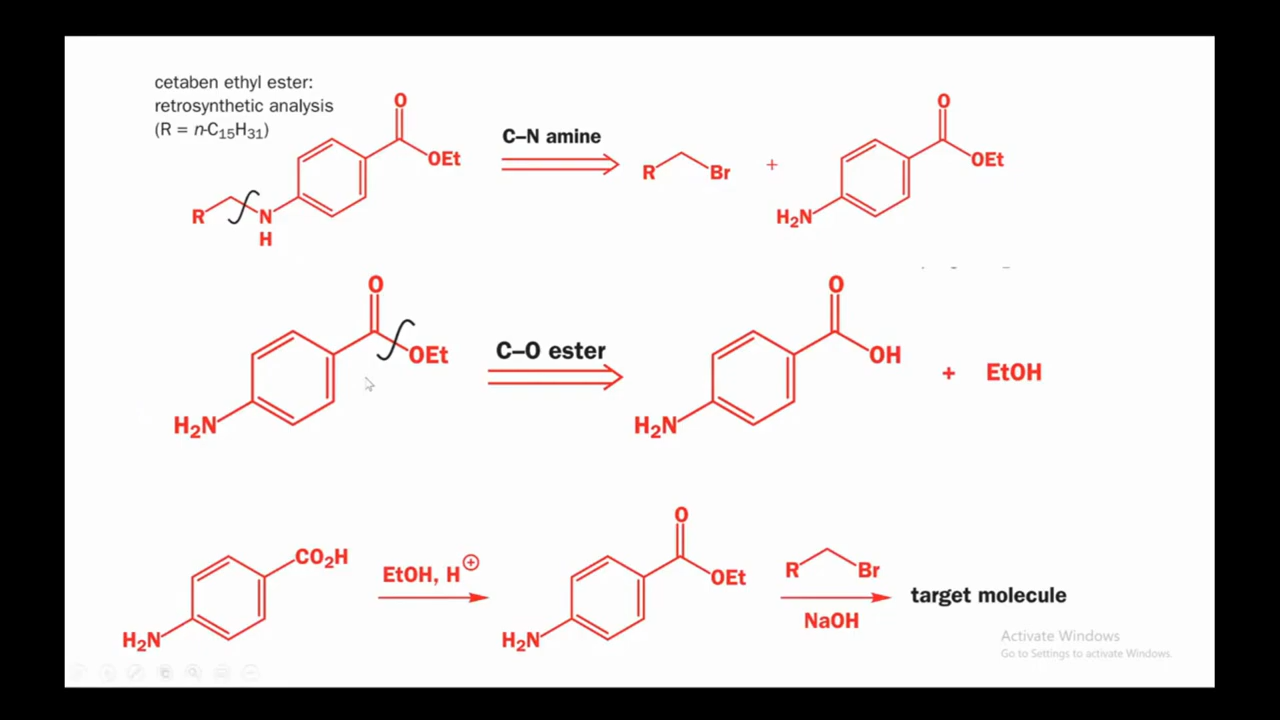 cetaben ethyl ester:
retrosynthetic analysis
(R = n-C₁₅H₃₁)
O
OEt
R
N
H
C–N amine
R
Br
+
O
OEt
H₂N
O
OEt
H₂N
C–O ester
O
OH
H₂N
+
EtOH
CO₂H
H₂N
EtOH, H⊕
O
OEt
H₂N
R
Br
NaOH
target molecule
Activate Windows
Go to Settings to activate Windows.